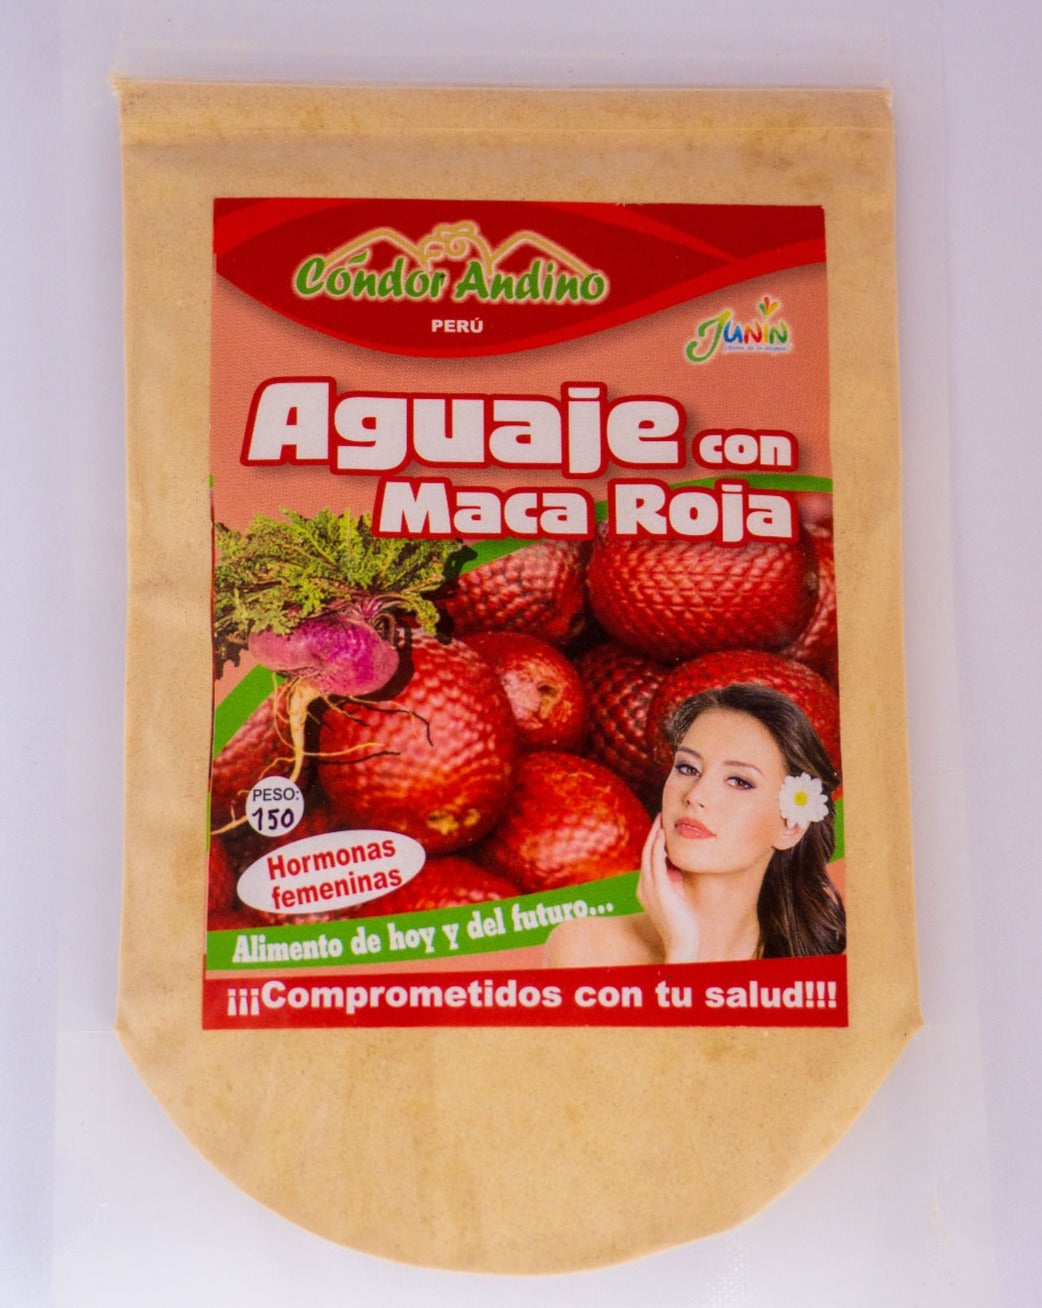 Cóndor Andino
PERÚ
JUNÍN
Aguaje con
Maca Roja
PESO:
150
Hormonas
femeninas
Alimento de hoy y del futuro...
¡¡¡Comprometidos con tu salud!!!